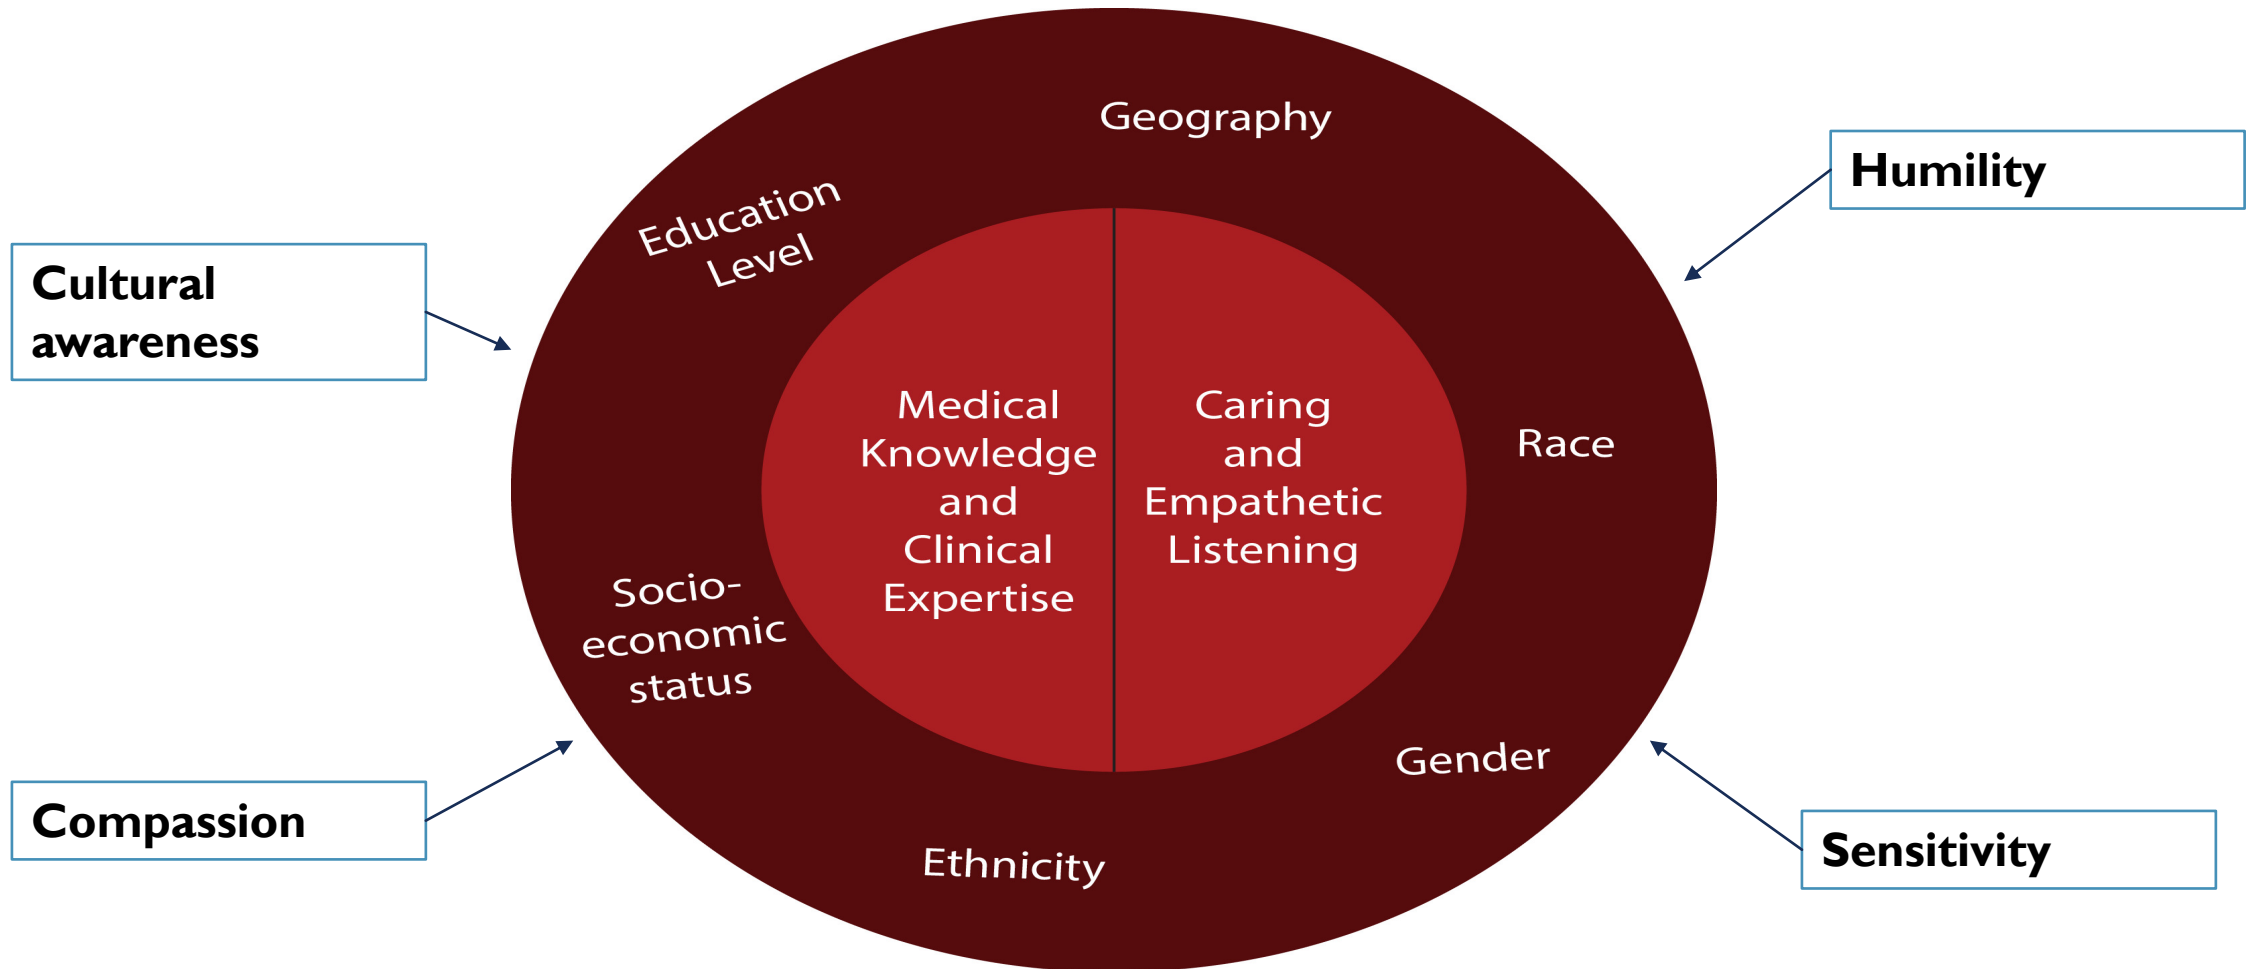 Geography
Humility
Education
Level
Cultural
awareness
Medical
Knowledge
and
Clinical
Expertise
Caring
and
Empathetic
Listening
Race
Socio-
economic
status
Gender
Compassion
Ethnicity
Sensitivity